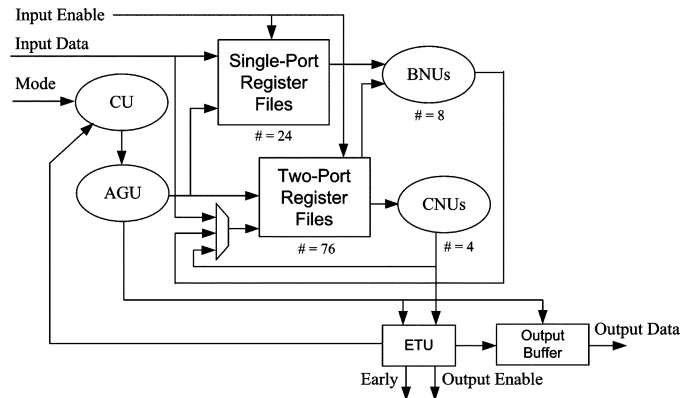 Input Enable
Input Data
Mode
CU
AGU
Single-Port
Register
Files
# = 24
Two-Port
Register
Files
# = 76
BNUs
# = 8
CNUs
# = 4
ETU
Output
Buffer
Output Data
Early
Output Enable